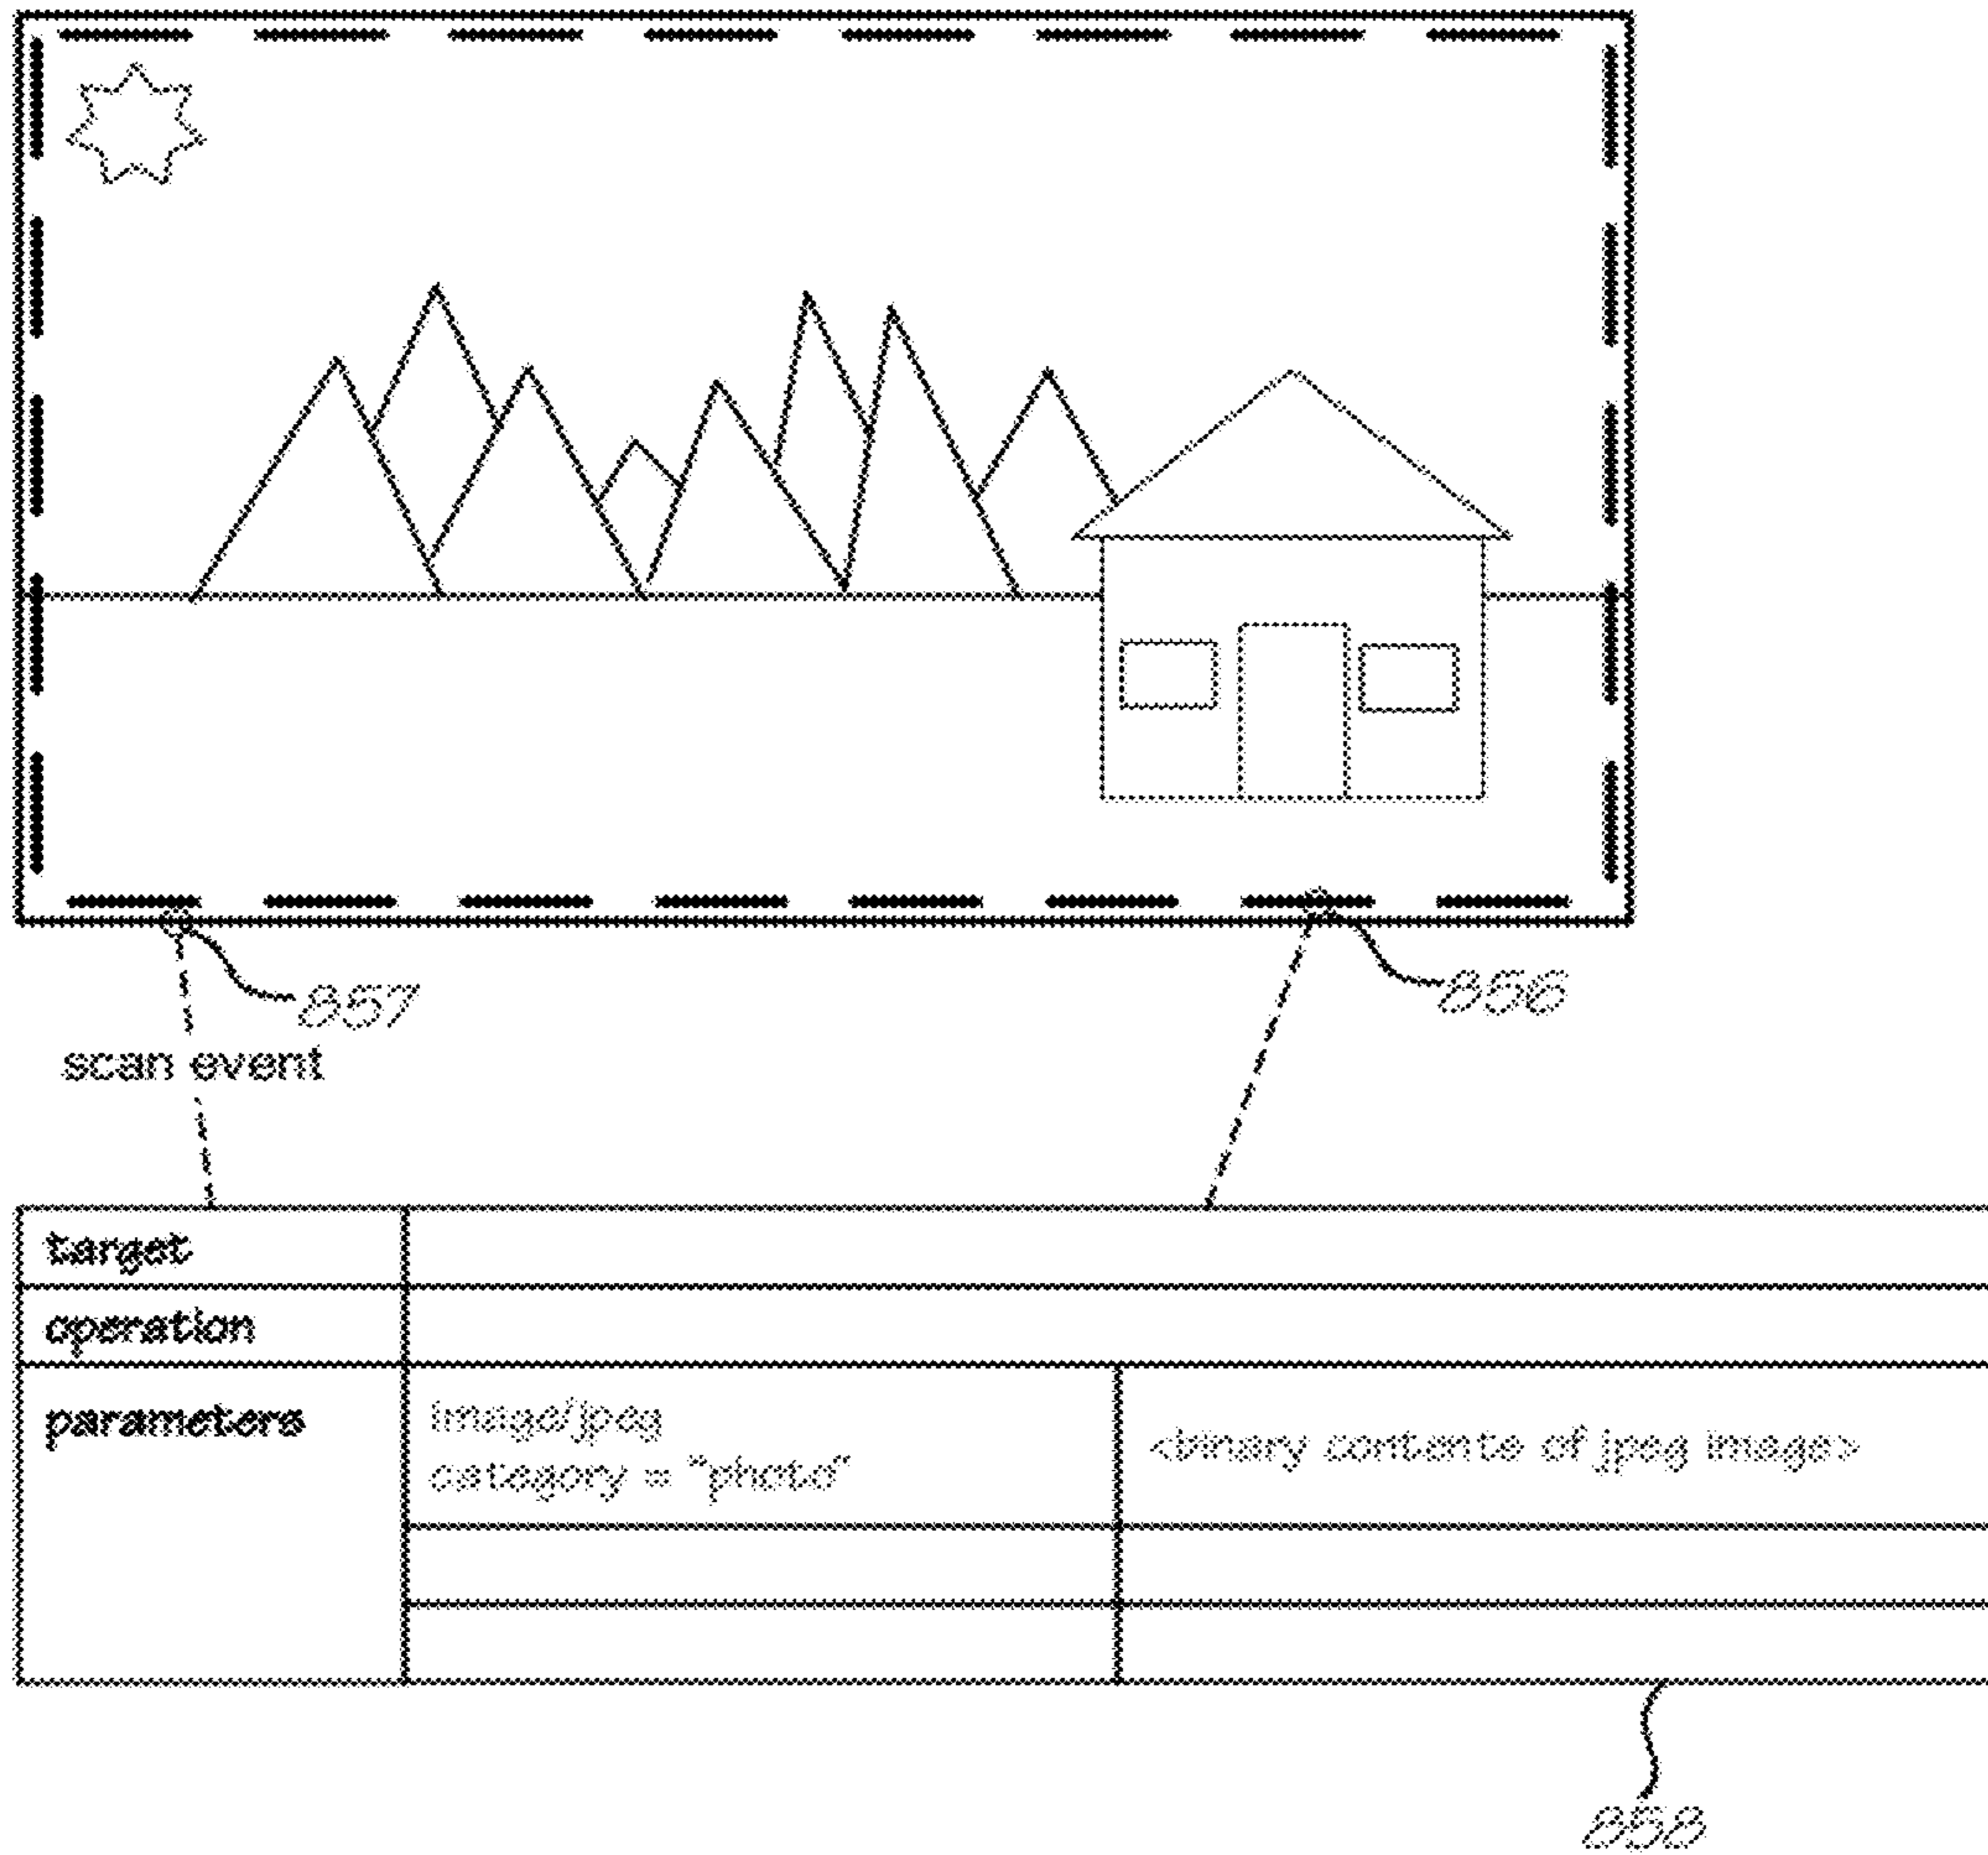 857
856
scan event
target
operation
parameters
image/jpeg
category = "photo"
<binary contents of jpeg image>
858